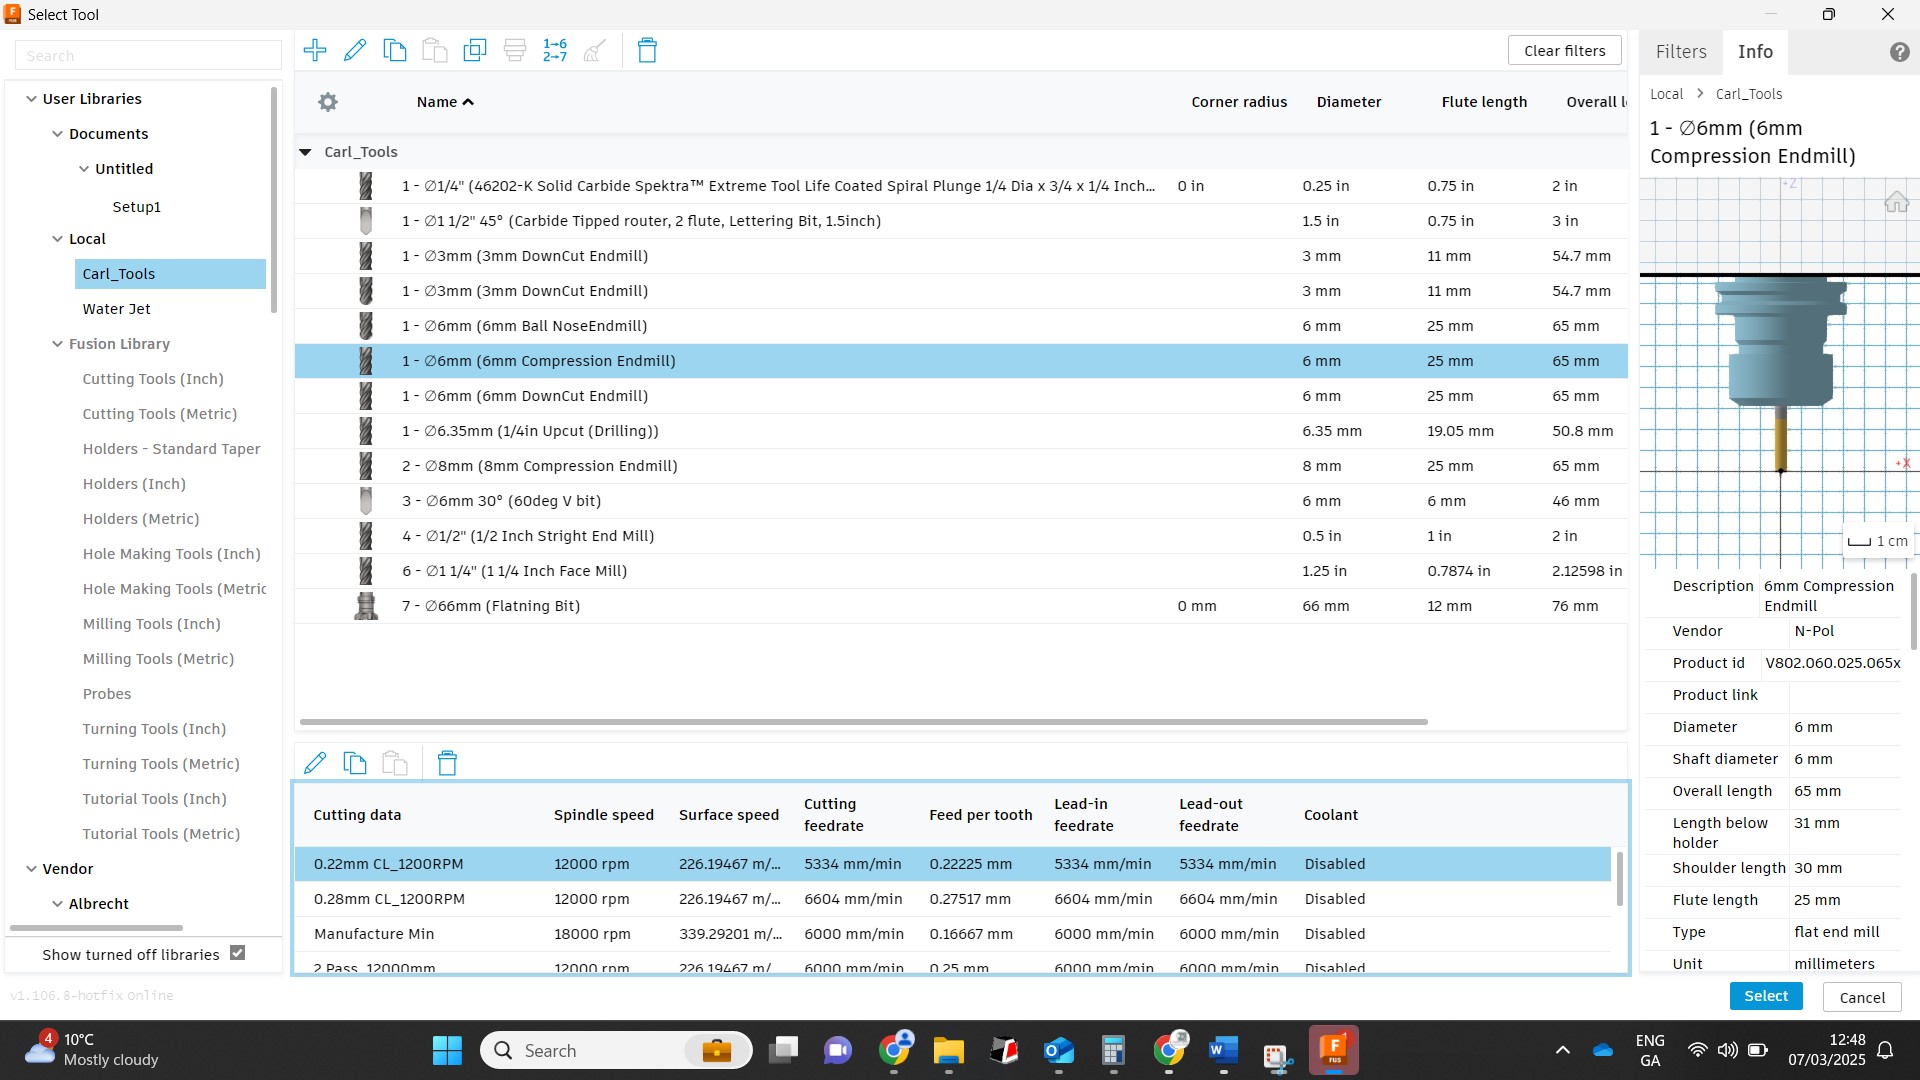 Select Tool
Search
User Libraries
Documents
Untitled
Setup1
Local
Carl_Tools
Water Jet
Fusion Library
Cutting Tools (Inch)
Cutting Tools (Metric)
Holders - Standard Taper
Holders (Inch)
Holders (Metric)
Hole Making Tools (Inch)
Hole Making Tools (Metric
Milling Tools (Inch)
Milling Tools (Metric)
Probes
Turning Tools (Inch)
Turning Tools (Metric)
Tutorial Tools (Inch)
Tutorial Tools (Metric)
Vendor
Albrecht
Show turned off libraries
v1.106.8-hotfix Online
1→6
2→7
Clear filters
Name Corner radius Diameter Flute length Overall l
Carl_Tools
1 - ∅1/4" (46202-K Solid Carbide Spektra™ Extreme Tool Life Coated Spiral Plunge 1/4 Dia x 3/4 x 1/4 Inch... 0 in 0.25 in 0.75 in 2 in
1 - ∅1 1/2" 45° (Carbide Tipped router, 2 flute, Lettering Bit, 1.5inch) 1.5 in 0.75 in 3 in
1 - ∅3mm (3mm DownCut Endmill) 3 mm 11 mm 54.7 mm
1 - ∅3mm (3mm DownCut Endmill) 3 mm 11 mm 54.7 mm
1 - ∅6mm (6mm Ball NoseEndmill) 6 mm 25 mm 65 mm
1 - ∅6mm (6mm Compression Endmill) 6 mm 25 mm 65 mm
1 - ∅6mm (6mm DownCut Endmill) 6 mm 25 mm 65 mm
1 - ∅6.35mm (1/4in Upcut (Drilling)) 6.35 mm 19.05 mm 50.8 mm
2 - ∅8mm (8mm Compression Endmill) 8 mm 25 mm 65 mm
3 - ∅6mm 30° (60deg V bit) 6 mm 6 mm 46 mm
4 - ∅1/2" (1/2 Inch Stright End Mill) 0.5 in 1 in 2 in
6 - ∅1 1/4" (1 1/4 Inch Face Mill) 1.25 in 0.7874 in 2.12598 in
7 - ∅66mm (Flatning Bit) 0 mm 66 mm 12 mm 76 mm
Cutting data Spindle speed Surface speed Cutting feedrate Feed per tooth Lead-in feedrate Lead-out feedrate Coolant
0.22mm CL_1200RPM 12000 rpm 226.19467 m/... 5334 mm/min 0.22225 mm 5334 mm/min 5334 mm/min Disabled
0.28mm CL_1200RPM 12000 rpm 226.19467 m/... 6604 mm/min 0.27517 mm 6604 mm/min 6604 mm/min Disabled
Manufacture Min 18000 rpm 339.29201 m/... 6000 mm/min 0.16667 mm 6000 mm/min 6000 mm/min Disabled
2 Pass, 12000mm 12000 rpm 226.19467 m/ 6000 mm/min 0.25 mm 6000 mm/min 6000 mm/min Disabled
Filters Info
Local > Carl_Tools
1 - ∅6mm (6mm
Compression Endmill)
+Z
+X
1 cm
Description 6mm Compression
Endmill
Vendor N-Pol
Product id V802.060.025.065x
Product link
Diameter 6 mm
Shaft diameter 6 mm
Overall length 65 mm
Length below holder 31 mm
Shoulder length 30 mm
Flute length 25 mm
Type flat end mill
Unit millimeters
Select Cancel
4
10°C
Mostly cloudy
Search
F
FUS
ENG
GA
12:48
07/03/2025